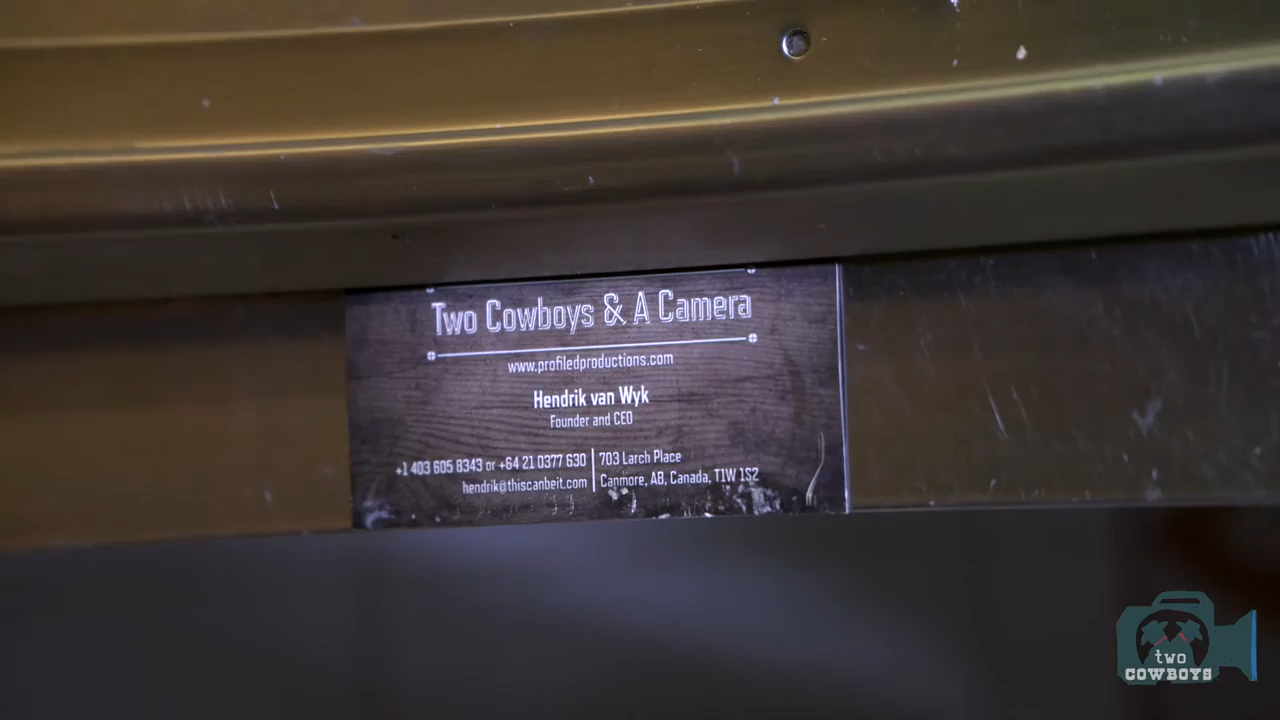 Two Cowboys & A Camera
www.profiledproductions.com
Hendrik van Wyk
Founder and CEO
+1 403 605 8343 or +64 21 0377 630
hendrik@thiscanbeit.com
703 Larch Place
Canmore, AB, Canada, T1W 1S2
two
COWBOYS